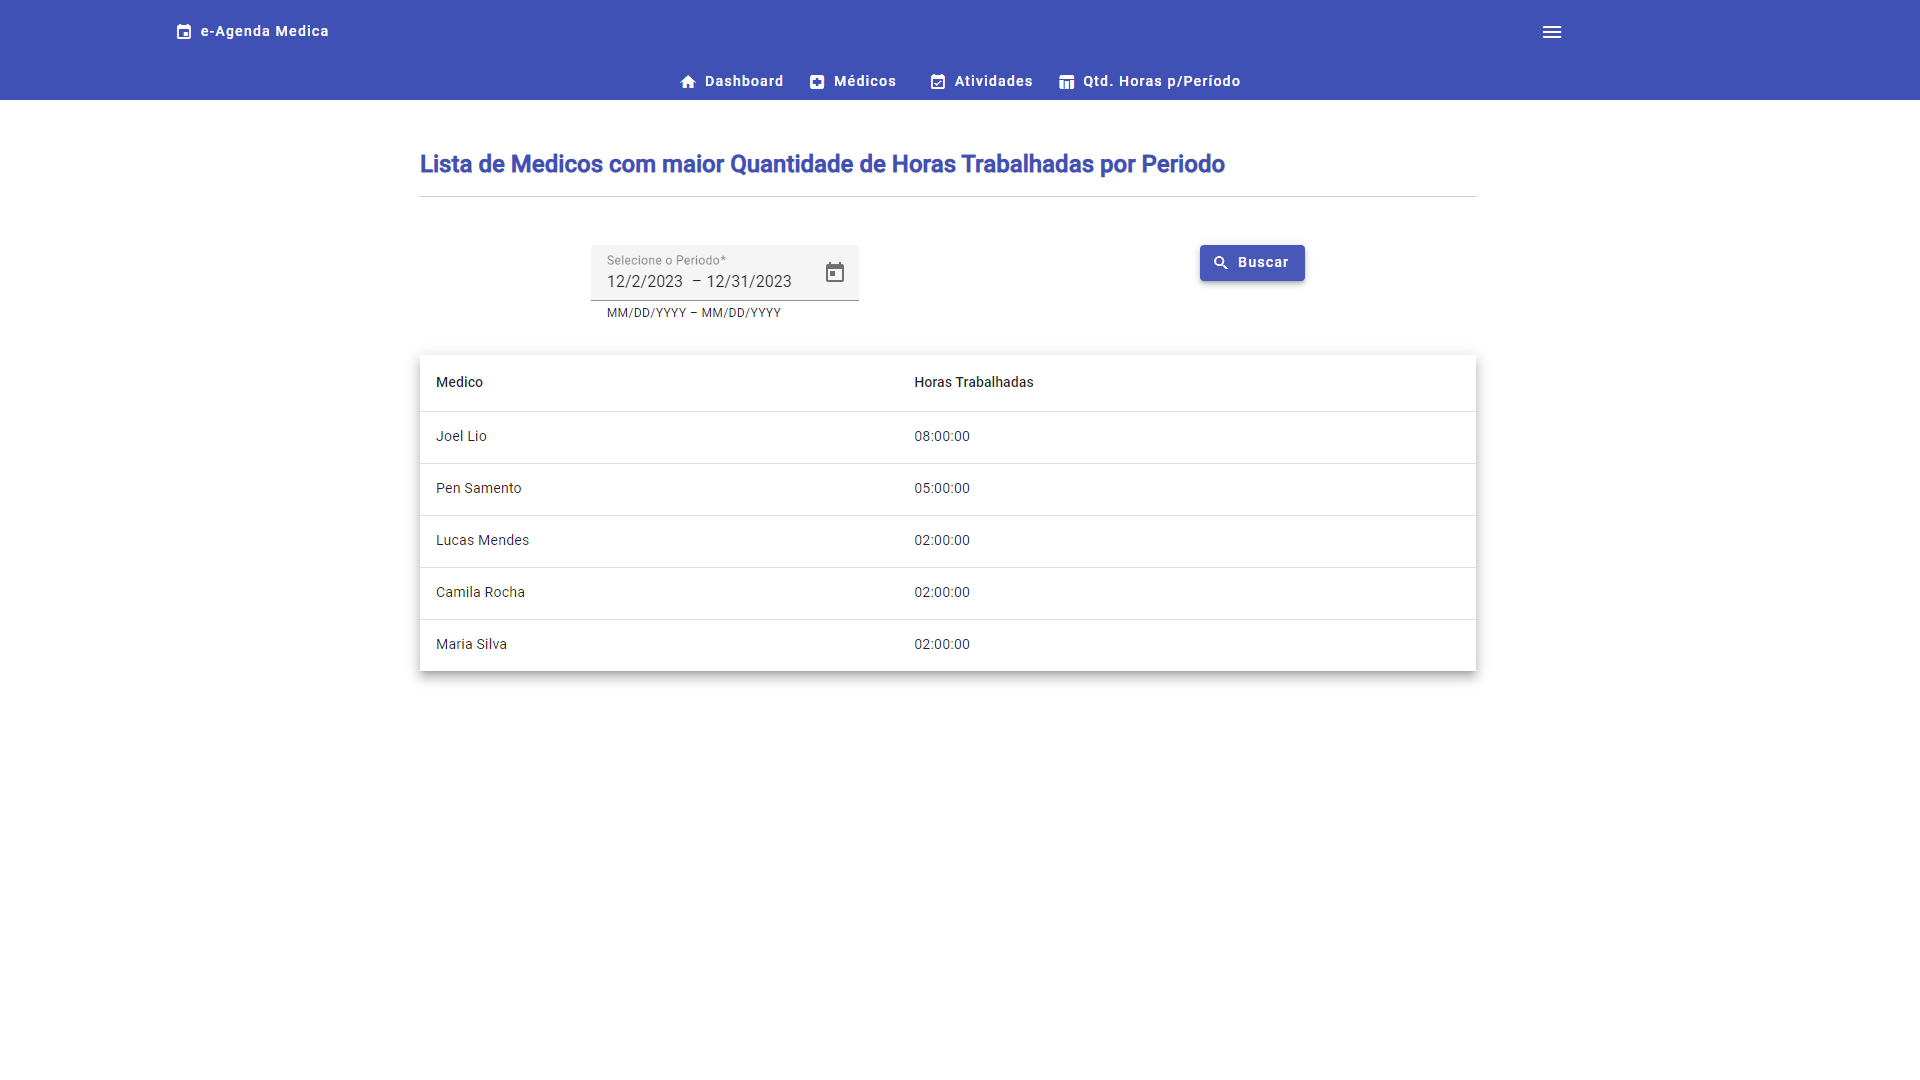 e-Agenda Medica
Dashboard Médicos Atividades Qtd. Horas p/Período
Lista de Medicos com maior Quantidade de Horas Trabalhadas por Periodo
Selecione o Periodo*
12/2/2023 – 12/31/2023
MM/DD/YYYY – MM/DD/YYYY
Buscar
Medico Horas Trabalhadas
Joel Lio 08:00:00
Pen Samento 05:00:00
Lucas Mendes 02:00:00
Camila Rocha 02:00:00
Maria Silva 02:00:00